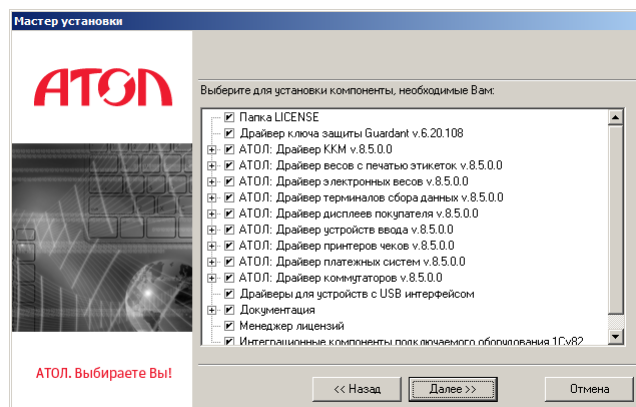 Мастер установки
АТОЛ
Выберите для установки компоненты, необходимые Вам:
Папка LICENSE
Драйвер ключа защиты Guardant v.6.20.108
АТОЛ: Драйвер ККМ v.8.5.0.0
АТОЛ: Драйвер весов с печатью этикеток v.8.5.0.0
АТОЛ: Драйвер электронных весов v.8.5.0.0
АТОЛ: Драйвер терминалов сбора данных v.8.5.0.0
АТОЛ: Драйвер дисплеев покупателя v.8.5.0.0
АТОЛ: Драйвер устройств ввода v.8.5.0.0
АТОЛ: Драйвер принтеров чеков v.8.5.0.0
АТОЛ: Драйвер платежных систем v.8.5.0.0
АТОЛ: Драйвер коммутаторов v.8.5.0.0
Драйверы для устройств с USB интерфейсом
Документация
Менеджер лицензий
Интеграционные компоненты подключаемого оборудования 1Cv82
АТОЛ. Выбираете Вы!
<< Назад
Далее >>
Отмена